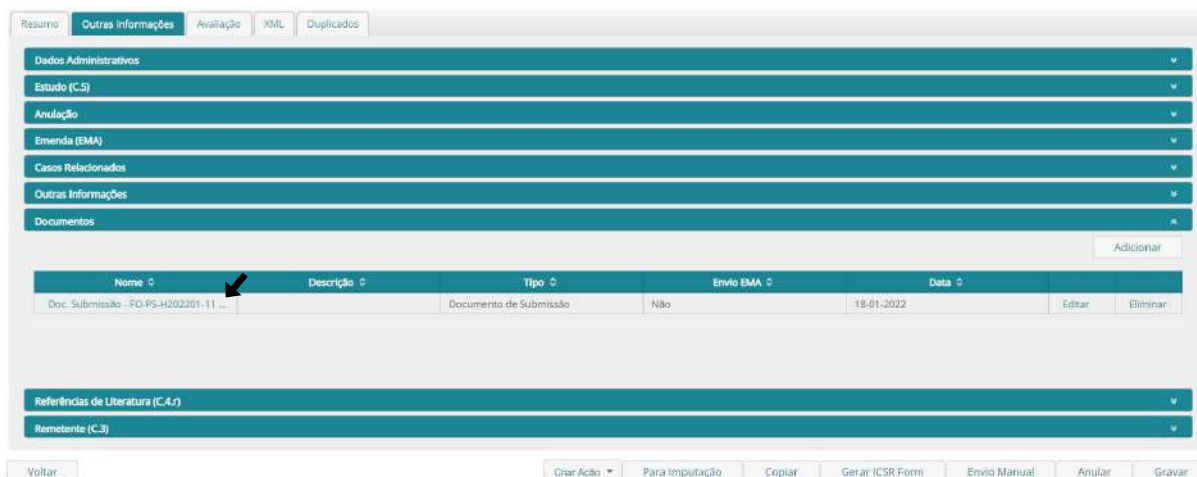 Resumo Outras Informações Avaliação XML Duplicados
Dados Administrativos
Estudo (C.5)
Anulação
Emenda (EMA)
Casos Relacionados
Outras Informações
Documentos
Adicionar
Nome Descrição Tipo Envio EMA Data
Doc. Submissão - FO-PS-H202201-11 ... Documento de Submissão Não 18-01-2022 Editar Eliminar
Referências de Literatura (C.4.r)
Remetente (C.3)
Voltar Criar Ação Para Imputação Copiar Gerar ICSR Form Envio Manual Anular Gravar